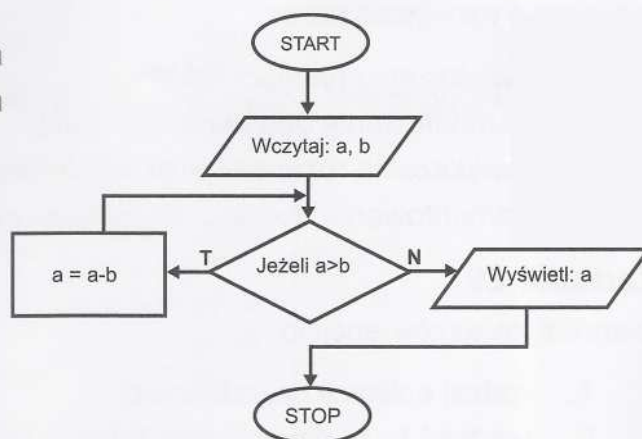 START
Wczytaj: a, b
Jeżeli a>b
T
N
a = a-b
Wyświetl: a
STOP